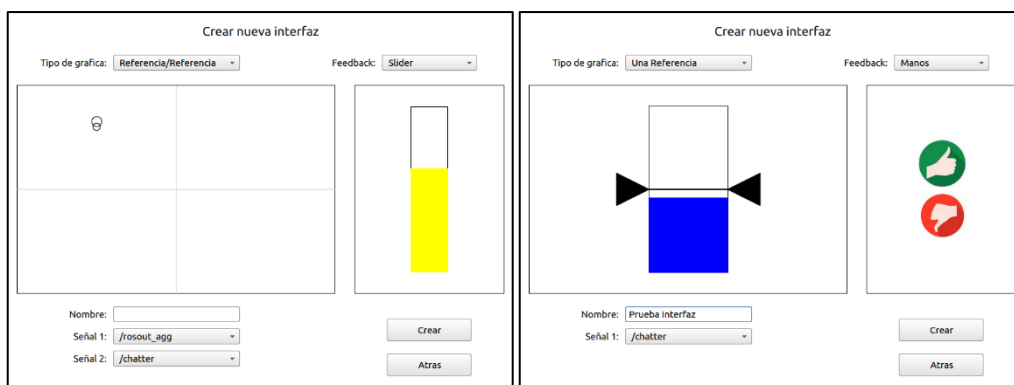 Crear nueva interfaz
Tipo de grafica: Referencia/Referencia
Feedback: Slider
Nombre:
Señal 1: /rosout_agg
Señal 2: /chatter
Crear
Atras
Crear nueva interfaz
Tipo de grafica: Una Referencia
Feedback: Manos
Nombre: Prueba Interfaz
Señal 1: /chatter
Crear
Atras